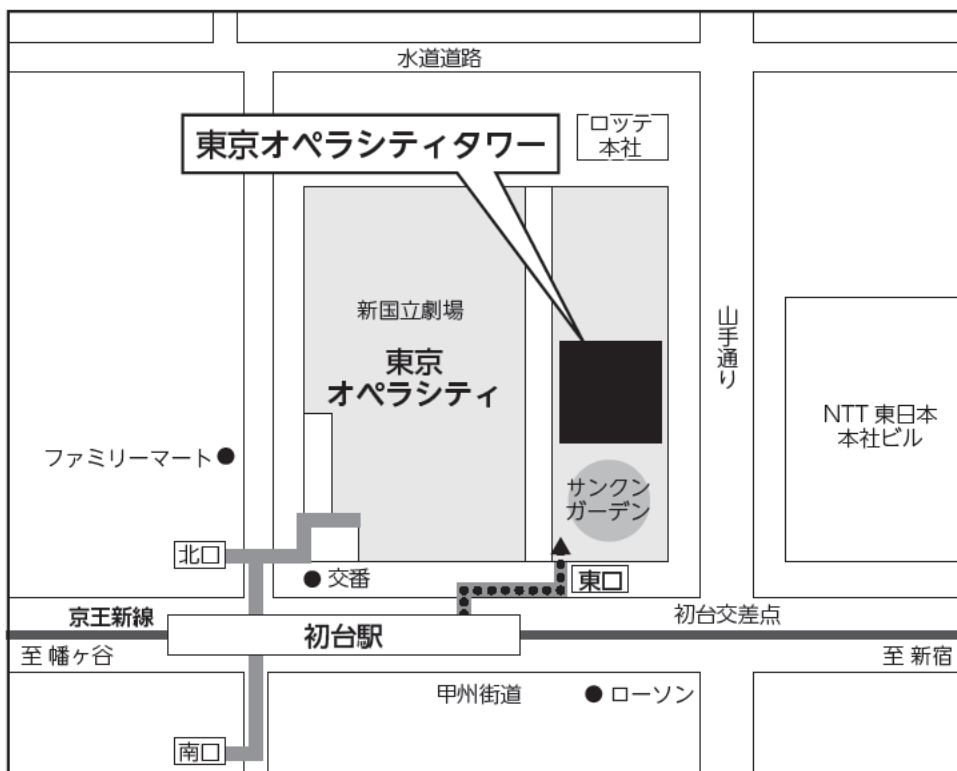 水道道路
ロッテ
本社
東京オペラシティタワー
新国立劇場
東京
オペラシティ
山手通り
NTT 東日本
本社ビル
ファミリーマート
サンクン
ガーデン
北口
交番
東口
京王新線
初台駅
初台交差点
至 幡ヶ谷
至 新宿
甲州街道
ローソン
南口